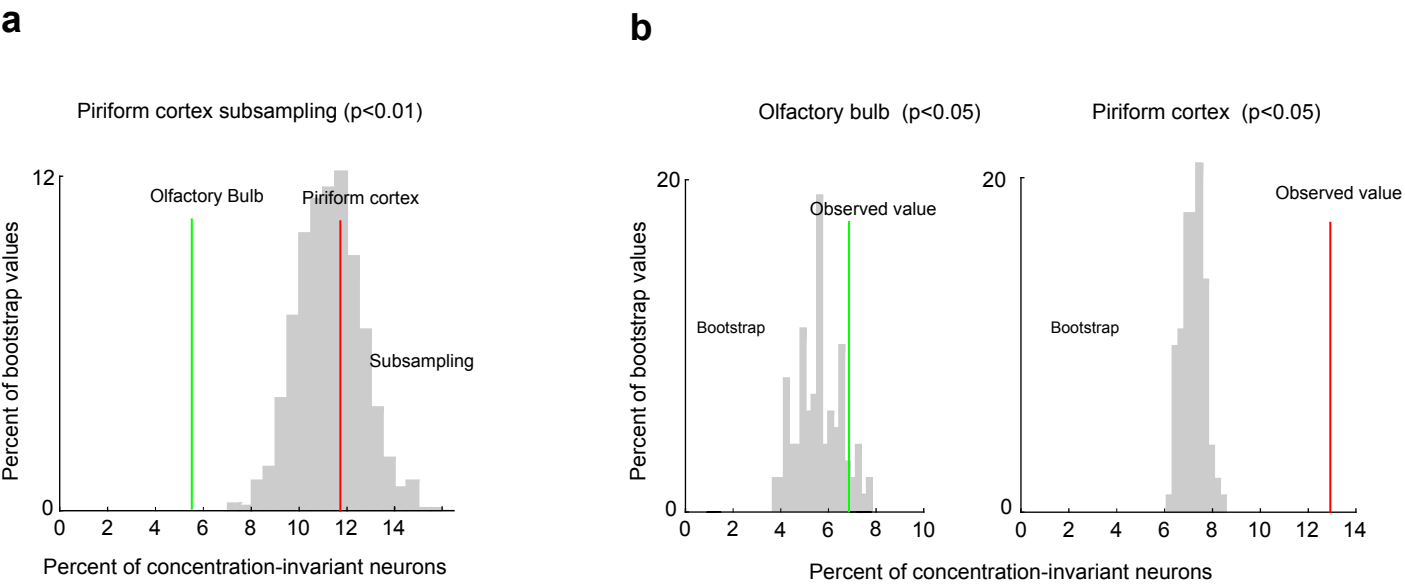 a
b
Piriform cortex subsampling (p<0.01)
Olfactory bulb (p<0.05)
Piriform cortex (p<0.05)
12
Olfactory Bulb
Piriform cortex
Subsampling
Percent of bootstrap values
0
0 2 4 6 8 10 12 14
Percent of concentration-invariant neurons
20
Observed value
Bootstrap
Percent of bootstrap values
0
0 2 4 6 8 10
20
Observed value
Bootstrap
0
0 2 4 6 8 10 12 14
Percent of concentration-invariant neurons